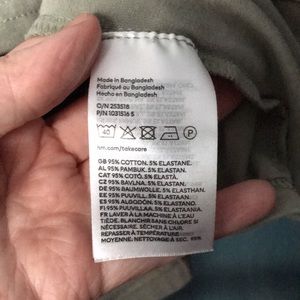 Made in Bangladesh
Fabriqué au Bangladesh
Hecho en Bangladesh
O/N 253518
P/N 1031516 S
40
P
hm.com/takecare
GB 95% COTTON. 5% ELASTANE.
AL 95% PAMBUK. 5% ELASTAN.
CAT 95% COTÓ. 5% ELASTÀ.
CZ 95% BAVLNA. 5% ELASTAN.
DE 95% BAUMWOLLE. 5% ELASTHAN.
EE 95% PUUVILL. 5% ELASTAAN.
ES 95% ALGODÓN. 5% ELASTANO.
FI 95% PUUVILLAA. 5% ELASTAANIA.
FR LAVER À LA MACHINE À L'EAU
TIÈDE. BLANCHIR SANS CHLORE SI
NÉCESSAIRE. SÉCHER À L'AIR
REPASSER À TEMPÉRATURE
MOYENNE. NETTOYAGE À SEC. 95%